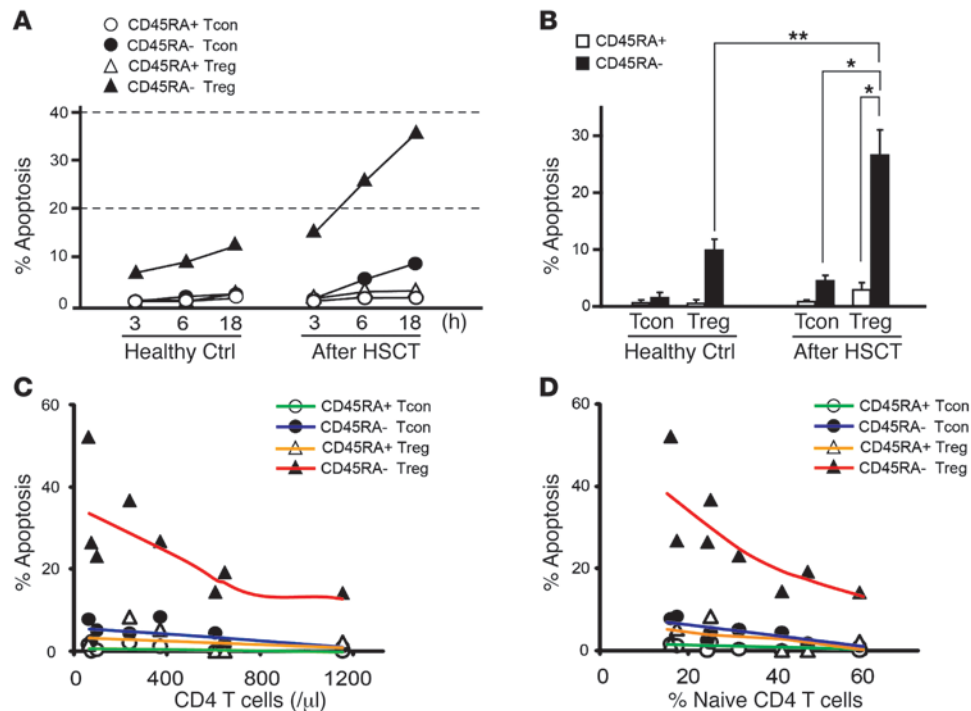 A
CD45RA+ Tcon
CD45RA- Tcon
CD45RA+ Treg
CD45RA- Treg
% Apoptosis
40
20
10
0
3 6 18 3 6 18 (h)
Healthy Ctrl After HSCT
B
CD45RA+
CD45RA-
**
*
*
% Apoptosis
30
20
10
0
Tcon Treg Tcon Treg
Healthy Ctrl After HSCT
C
CD45RA+ Tcon
CD45RA- Tcon
CD45RA+ Treg
CD45RA- Treg
% Apoptosis
60
40
20
0
0 400 800 1200
CD4 T cells (/μl)
D
CD45RA+ Tcon
CD45RA- Tcon
CD45RA+ Treg
CD45RA- Treg
% Apoptosis
60
40
20
0
0 20 40 60
% Naive CD4 T cells